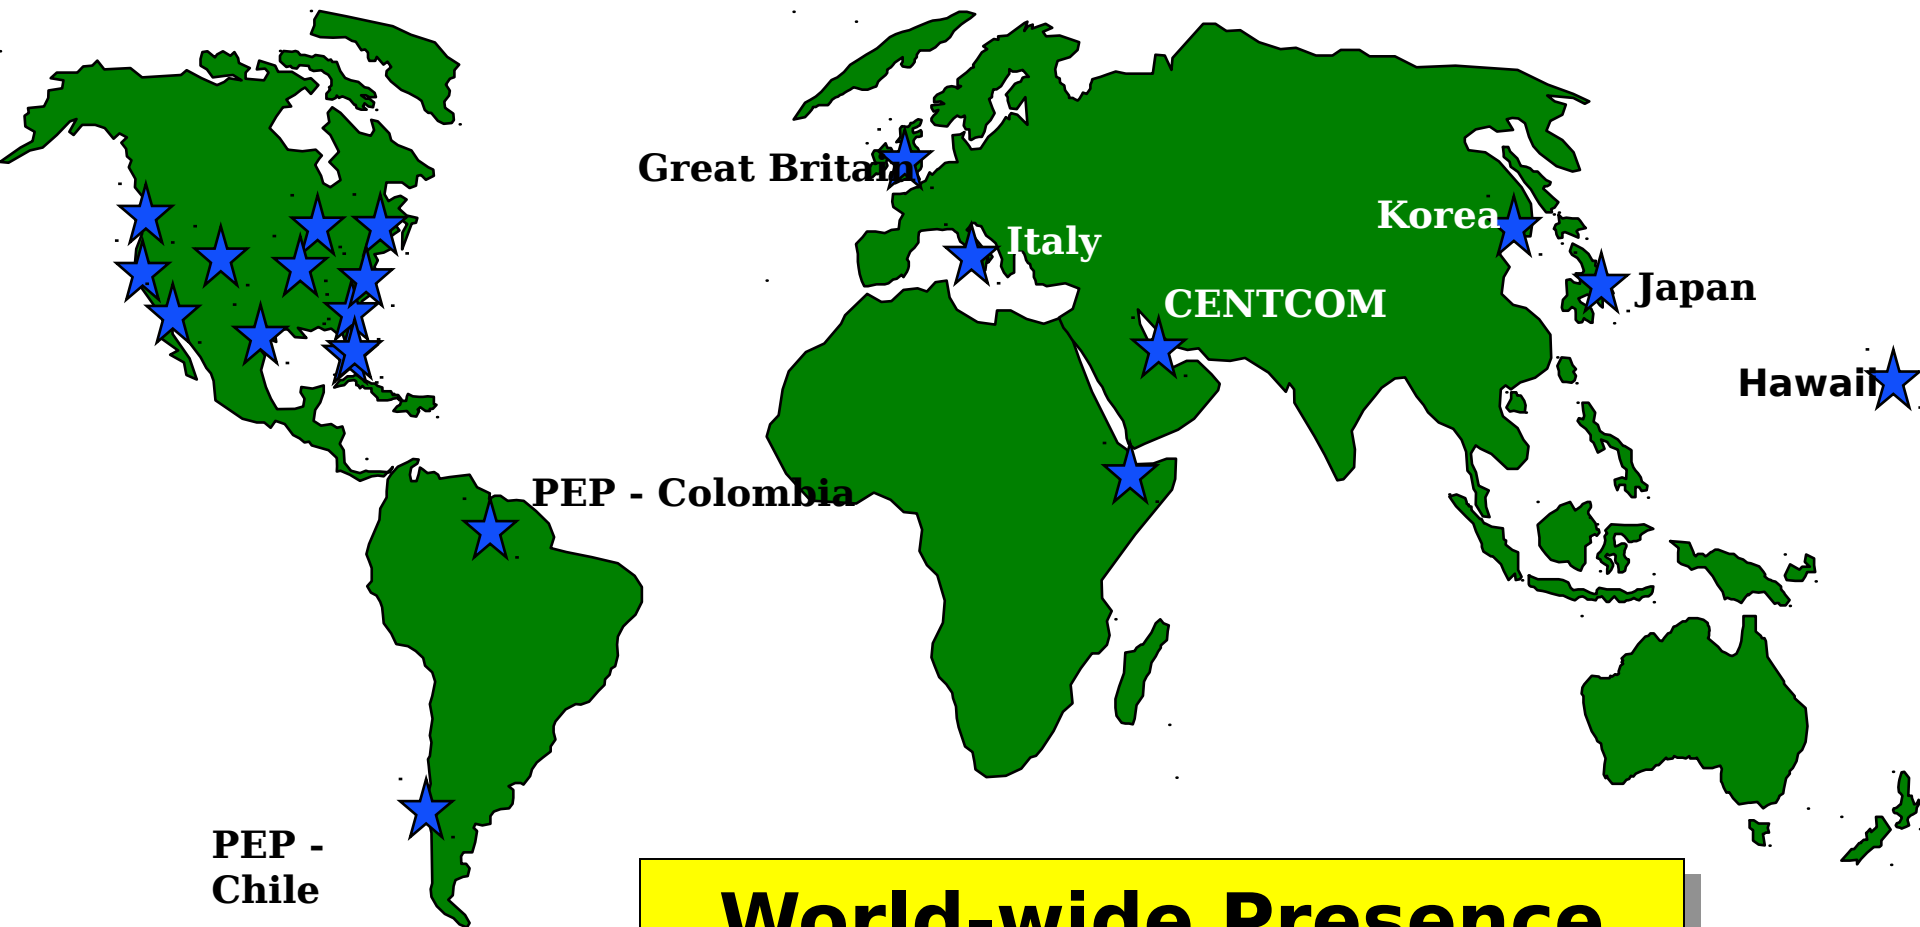 Great Britain
Italy
Korea
Japan
CENTCOM
Hawaii
PEP - Colombia
PEP -
Chile
World-wide Presence